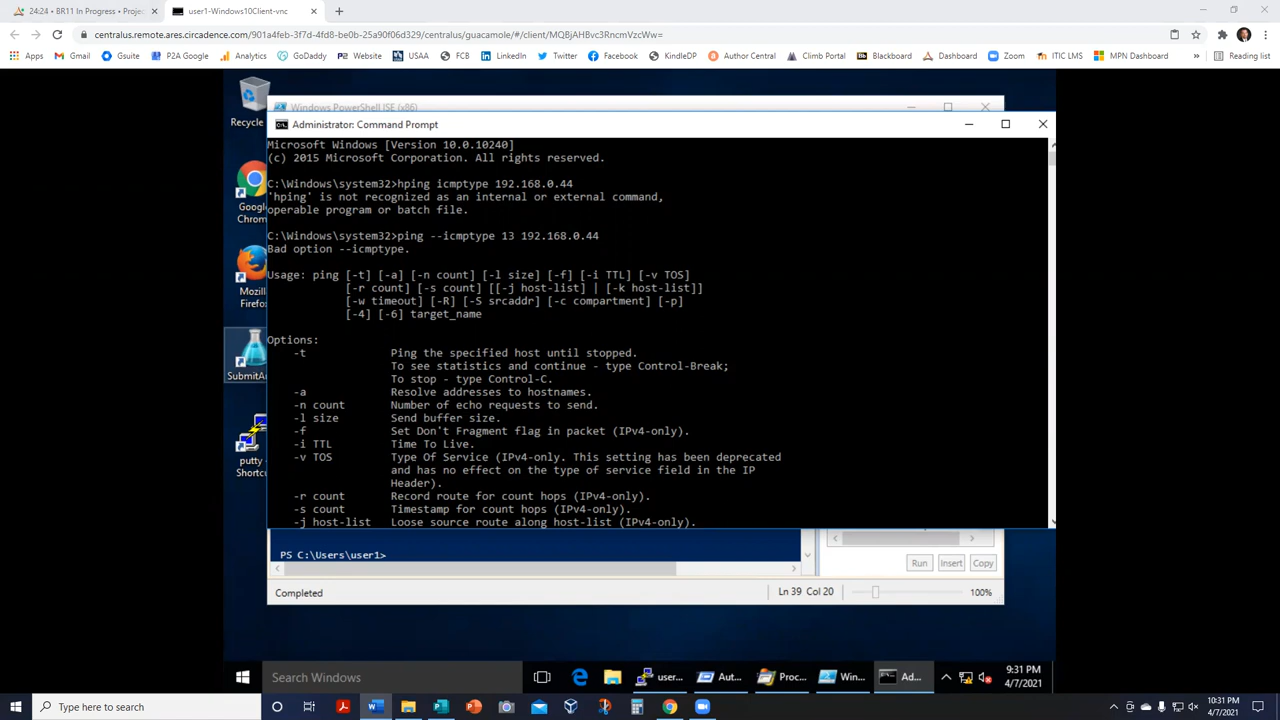 24:24 • BR11 In Progress • Proje
user1-Windows10Client-vnc
centralus.remote.ares.circadence.com/901a4feb-3f7d-4fd8-be0b-25a90f06d239/centralus/guacamole/#/client/MQBjAHBvc3RncmVzcWw=
Apps
Gmail
Gsuite
P2A Google
Analytics
GoDaddy
Website
USAA
FCB
LinkedIn
Twitter
Facebook
KindleDP
Author Central
Climb Portal
Blackboard
Dashboard
Zoom
ITIC LMS
MPN Dashboard
»
Reading list
Recycle
Windows PowerShell ISE (x86)
Administrator: Command Prompt
Microsoft Windows [Version 10.0.10240]
(c) 2015 Microsoft Corporation. All rights reserved.
C:\Windows\system32>hping icmptype 192.168.0.44
'hping' is not recognized as an internal or external command,
operable program or batch file.
C:\Windows\system32>ping --icmptype 13 192.168.0.44
Bad option --icmptype.
Usage: ping [-t] [-a] [-n count] [-l size] [-f] [-i TTL] [-v TOS]
[-r count] [-s count] [[-j host-list] | [-k host-list]]
[-w timeout] [-R] [-S srcaddr] [-c compartment] [-p]
[-4] [-6] target_name
Options:
-t Ping the specified host until stopped.
To see statistics and continue - type Control-Break;
To stop - type Control-C.
-a Resolve addresses to hostnames.
-n count Number of echo requests to send.
-l size Send buffer size.
-f Set Don't Fragment flag in packet (IPv4-only).
-i TTL Time To Live.
-v TOS Type Of Service (IPv4-only. This setting has been deprecated
and has no effect on the type of service field in the IP
Header).
-r count Record route for count hops (IPv4-only).
-s count Timestamp for count hops (IPv4-only).
-j host-list Loose source route along host-list (IPv4-only).
Google
Chrom
Mozil
Firefo
SubmitA
putty -
Shortc
PS C:\Users\user1>
Run
Insert
Copy
Completed
Ln 39 Col 20
100%
Search Windows
user...
Aut...
Proc...
Win...
Ad...
9:31 PM
4/7/2021
Type here to search
10:31 PM
4/7/2021